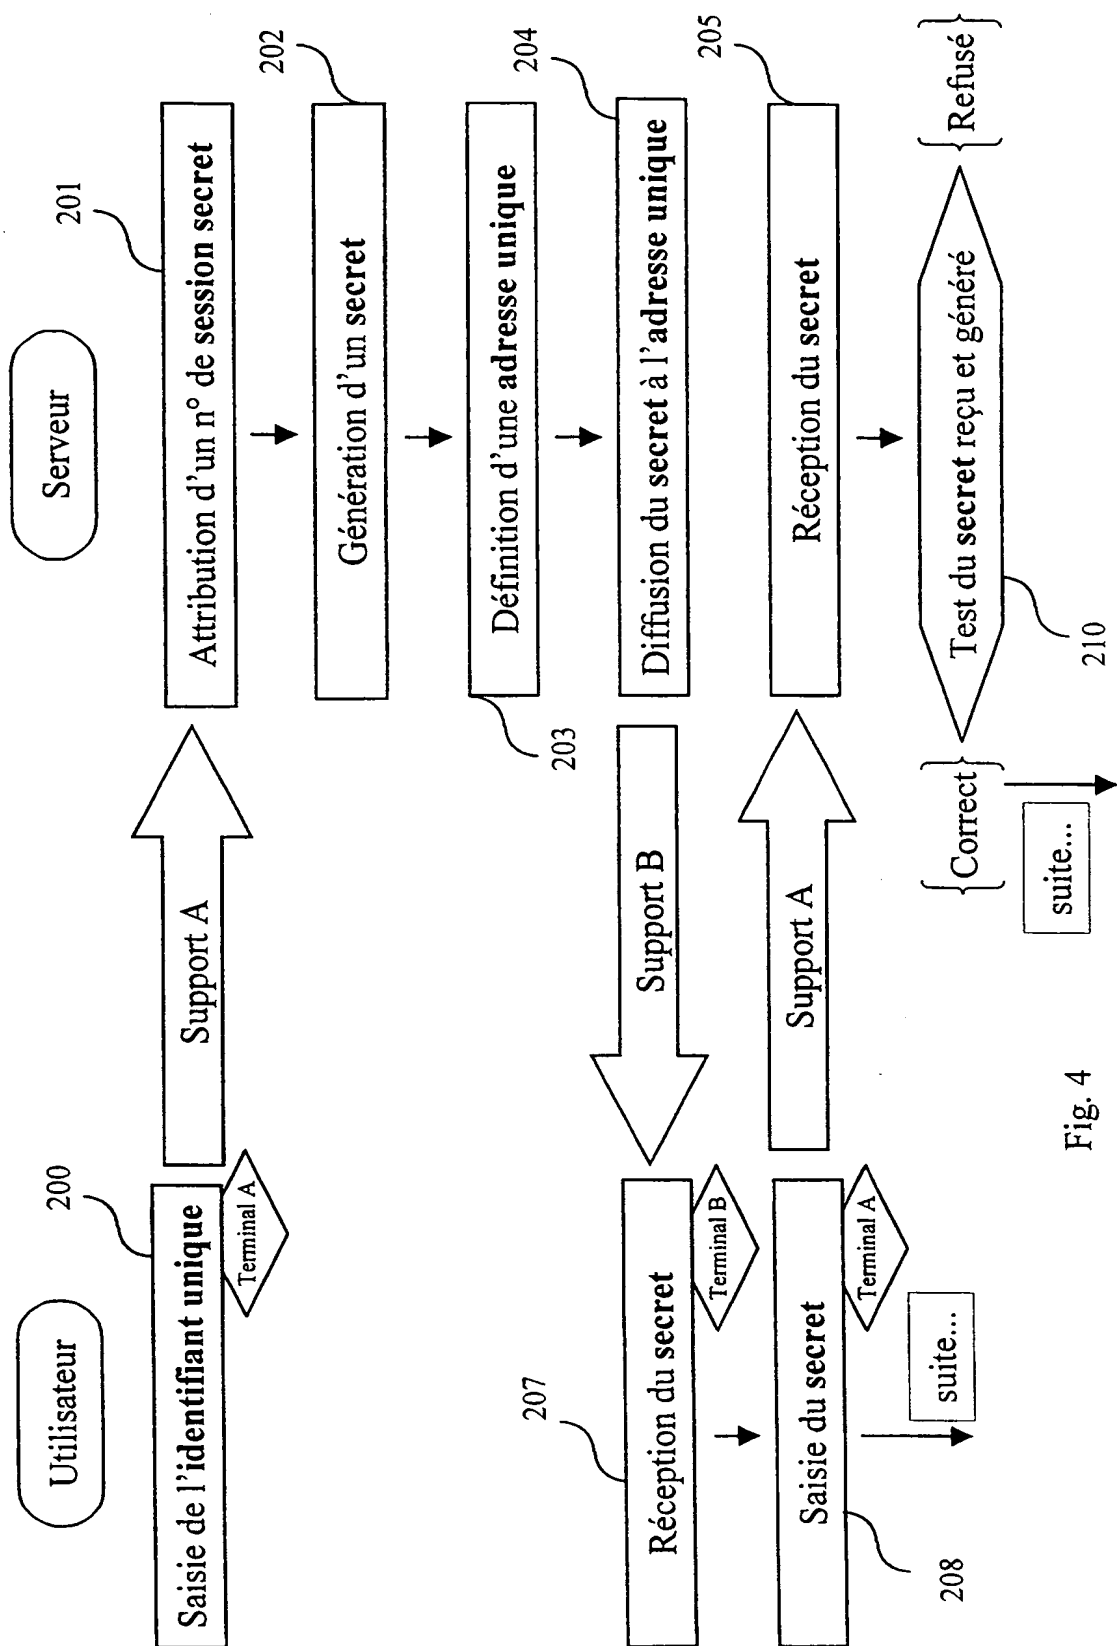 Utilisateur
Serveur
200
201
Saisie de l'identifiant unique
Terminal A
Support A
Attribution d'un n° de session secret
202
Génération d'un secret
203
Définition d'une adresse unique
204
Diffusion du secret à l'adresse unique
Support B
207
Réception du secret
Terminal B
205
Réception du secret
Saisie du secret
Terminal A
Support A
208
suite...
Test du secret reçu et généré
210
Correct
Refusé
suite...
Fig. 4